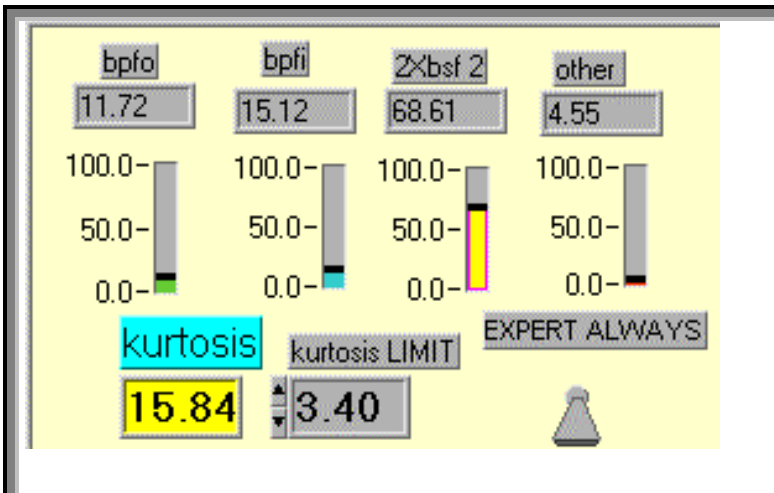 bpfo bpfi 2Xbsf 2 other
11.72 15.12 68.61 4.55
100.0 100.0 100.0 100.0
50.0 50.0 50.0 50.0
0.0 0.0 0.0 0.0
kurtosis kurtosis LIMIT EXPERT ALWAYS
15.84 3.40